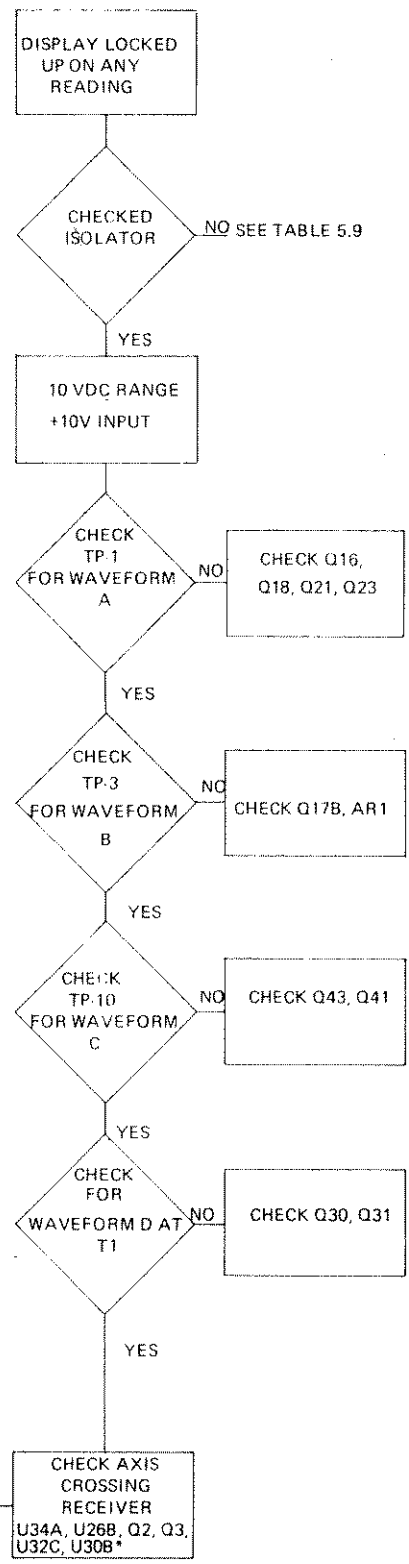 DISPLAY LOCKED
UP ON ANY
READING
CHECKED
ISOLATOR
NO SEE TABLE 5.9
YES
10 VDC RANGE
+10V INPUT
CHECK
TP-1
FOR WAVEFORM
A
NO
CHECK Q16,
Q18, Q21, Q23
YES
CHECK
TP-3
FOR WAVEFORM
B
NO
CHECK Q17B, AR1
YES
CHECK
TP-10
FOR WAVEFORM
C
NO
CHECK Q43, Q41
YES
CHECK
FOR
WAVEFORM D AT
T1
NO
CHECK Q30, Q31
YES
CHECK AXIS
CROSSING
RECEIVER
U34A, U26B, Q2, Q3,
U32C, U30B*